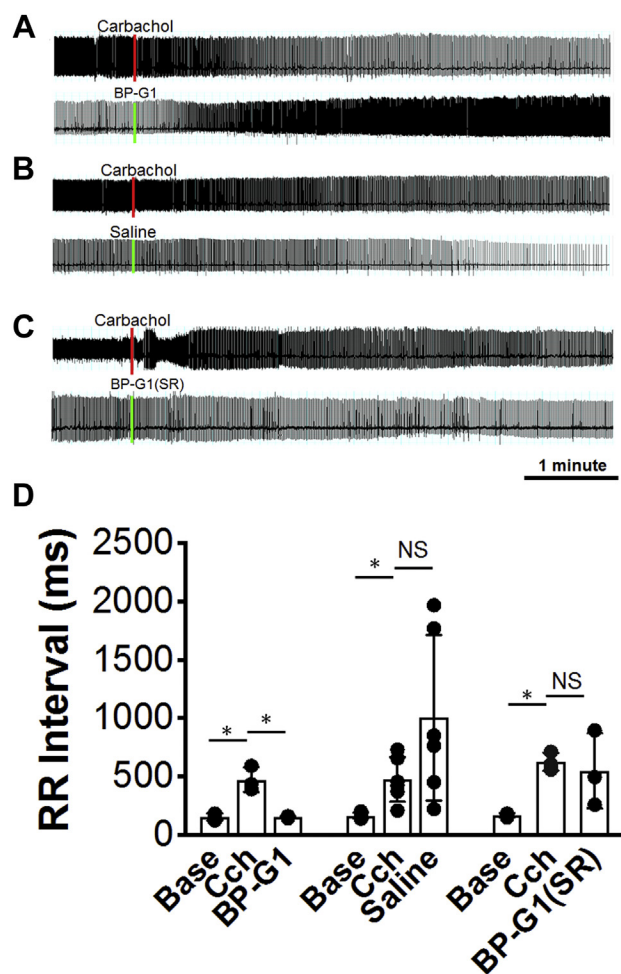 A
Carbachol
BP-G1
B
Carbachol
Saline
C
Carbachol
BP-G1(SR)
1 minute
D
RR Interval (ms)
2500
2000
1500
1000
500
0
* *
* NS
* NS
Base Cch BP-G1 Base Cch Saline Base Cch BP-G1(SR)